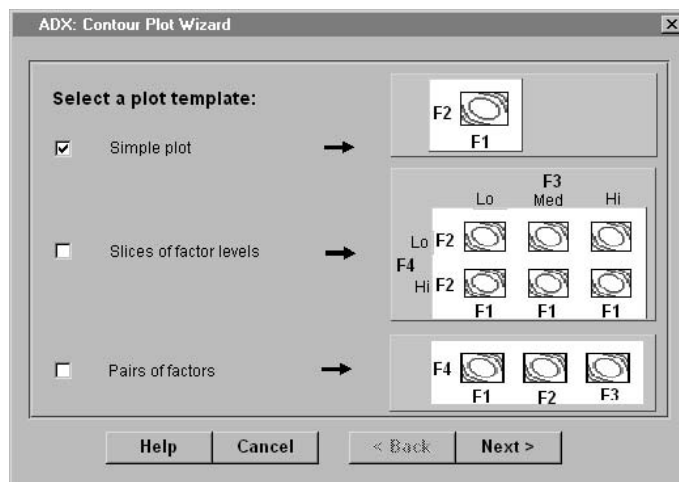 ADX: Contour Plot Wizard
Select a plot template:
Simple plot
F2
F1
Slices of factor levels
F3
Lo Med Hi
Lo F2
F4
Hi F2
F1 F1 F1
Pairs of factors
F4
F1 F2 F3
Help Cancel < Back Next >